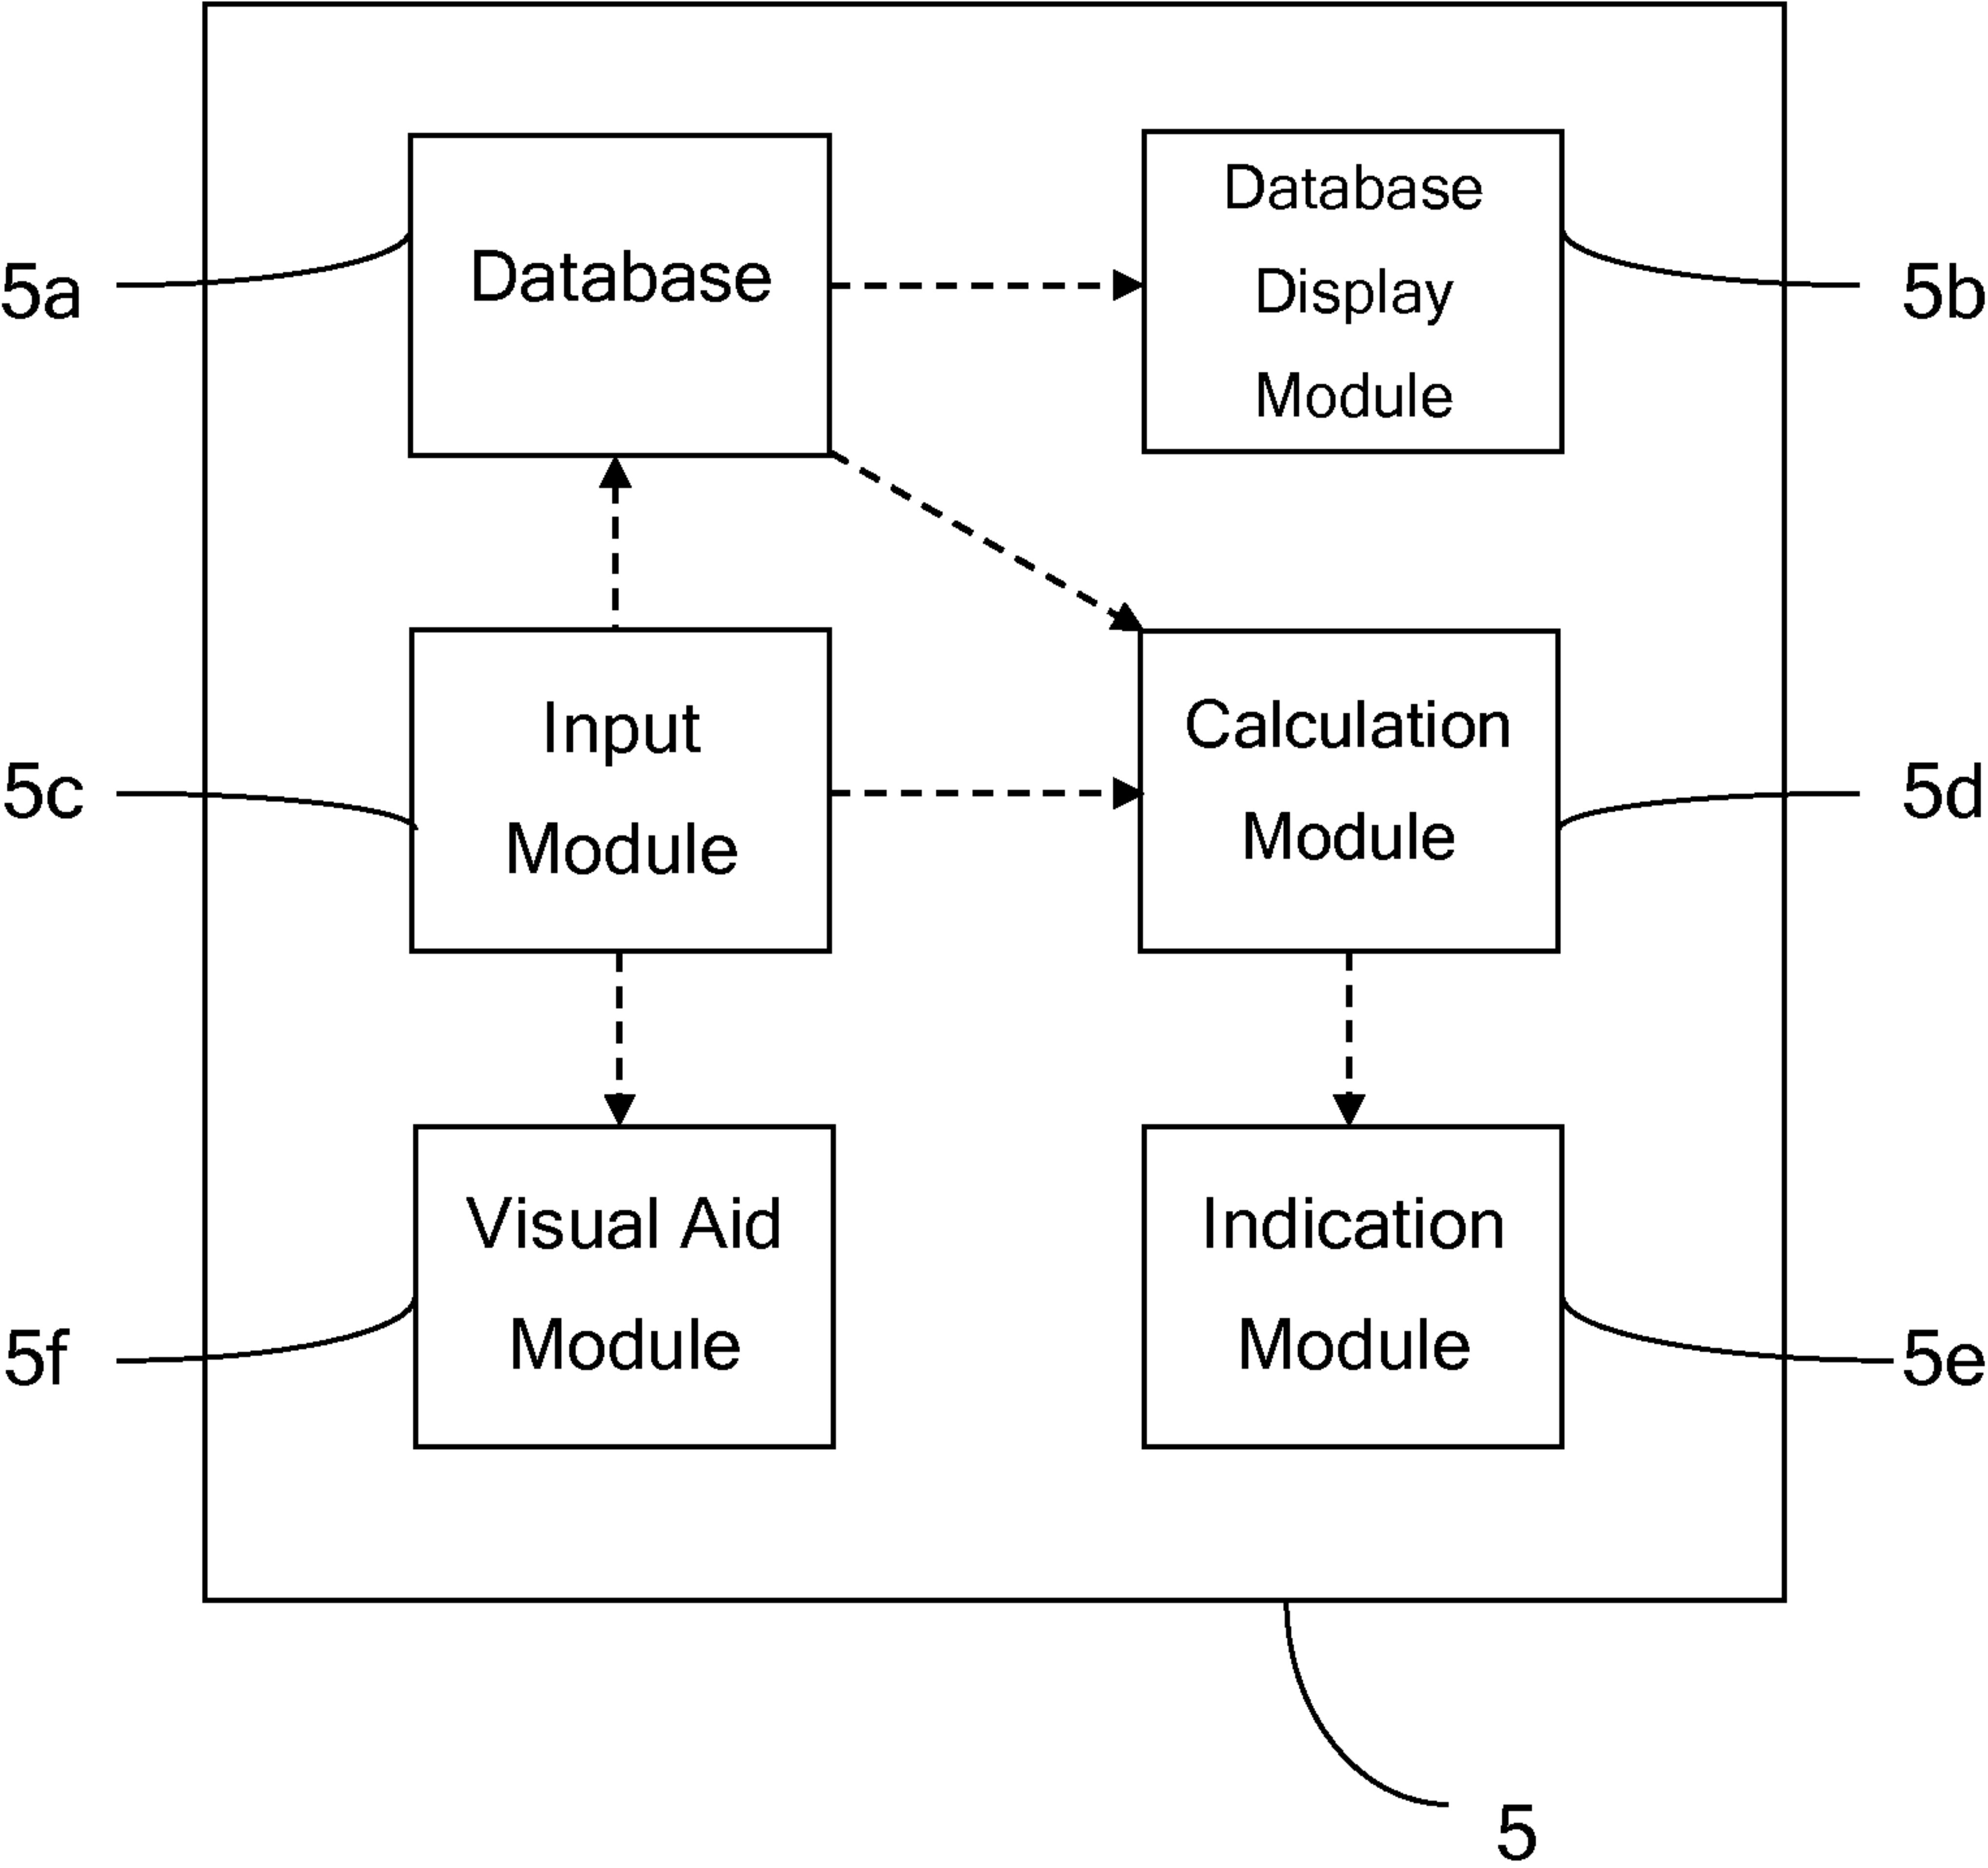 Database
Database
Display
Module
5a
5b
Input
Module
Calculation
Module
5c
5d
Visual Aid
Module
Indication
Module
5f
5e
5